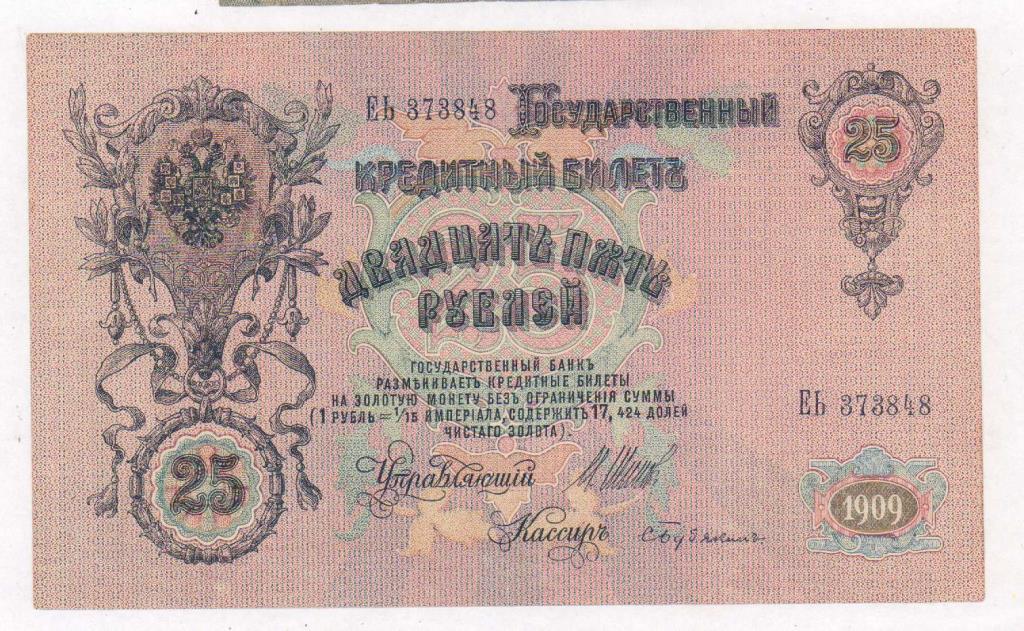 ЕЬ 373848 Государственный
25
кредитный билетъ
Двадцать пять
рублей
Государственный Банкъ
размѣниваетъ кредитные билеты
на золотую монету безъ ограниченія суммы
(1 рубль = 1/15 имперіала, содержитъ 17,424 долей
чистаго золота).
ЕЬ 373848
25
Управляющій
Кассиръ
1909